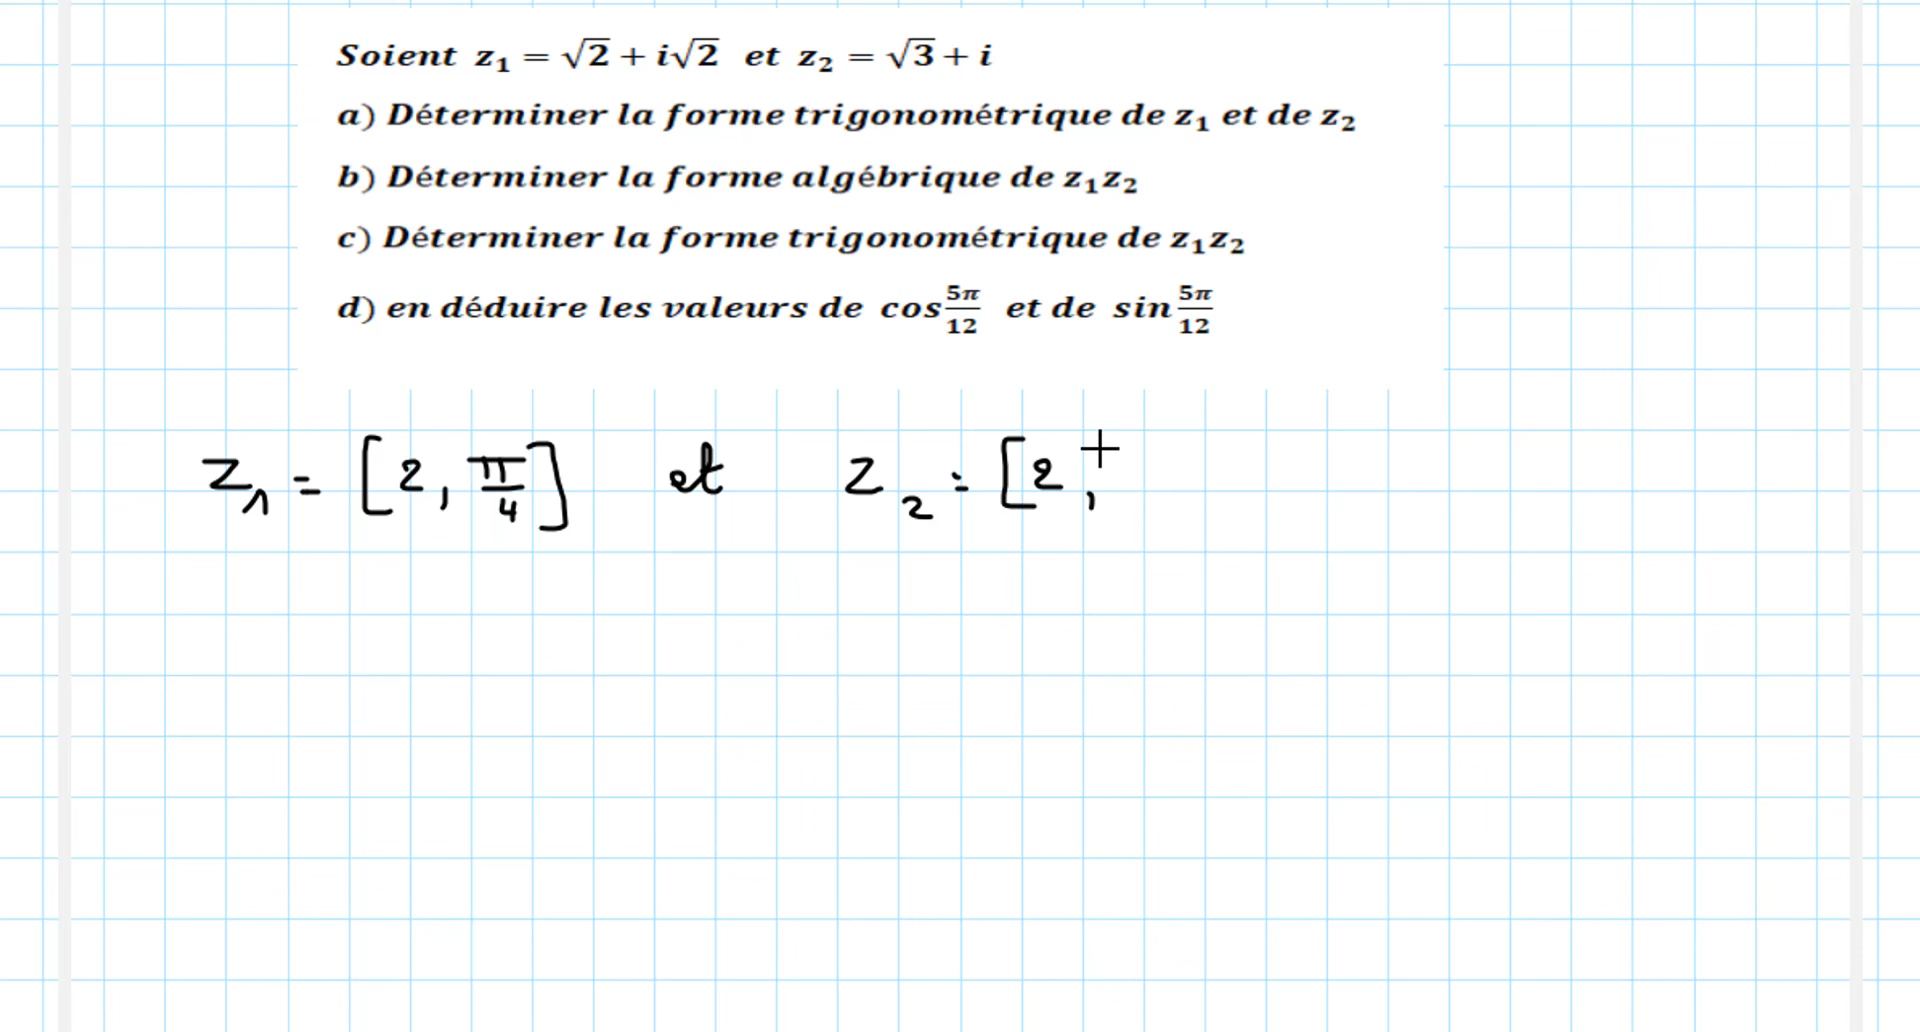 Soient z₁ = √2 + i√2 et z₂ = √3 + i
a) Déterminer la forme trigonométrique de z₁ et de z₂
b) Déterminer la forme algébrique de z₁z₂
c) Déterminer la forme trigonométrique de z₁z₂
d) en déduire les valeurs de cos 5π/12 et de sin 5π/12
z₁ = [2, π/4] et z₂ = [2,